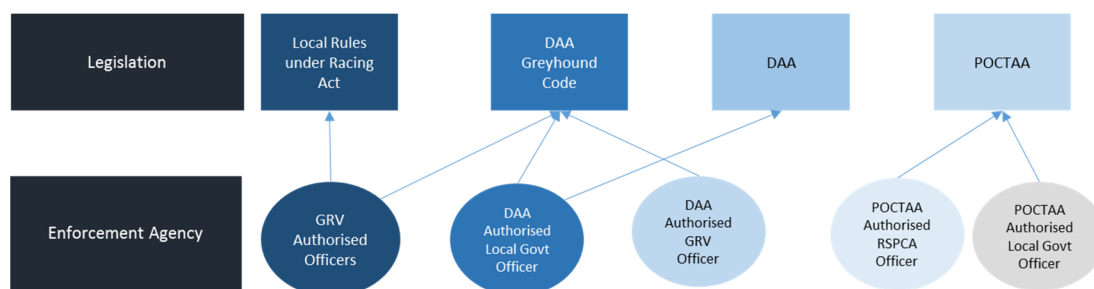 Legislation
Local Rules
under Racing
Act
DAA
Greyhound
Code
DAA
POCTAA
Enforcement Agency
GRV
Authorised
Officers
DAA
Authorised
Local Govt
Officer
DAA
Authorised
GRV
Officer
POCTAA
Authorised
RSPCA
Officer
POCTAA
Authorised
Local Govt
Officer